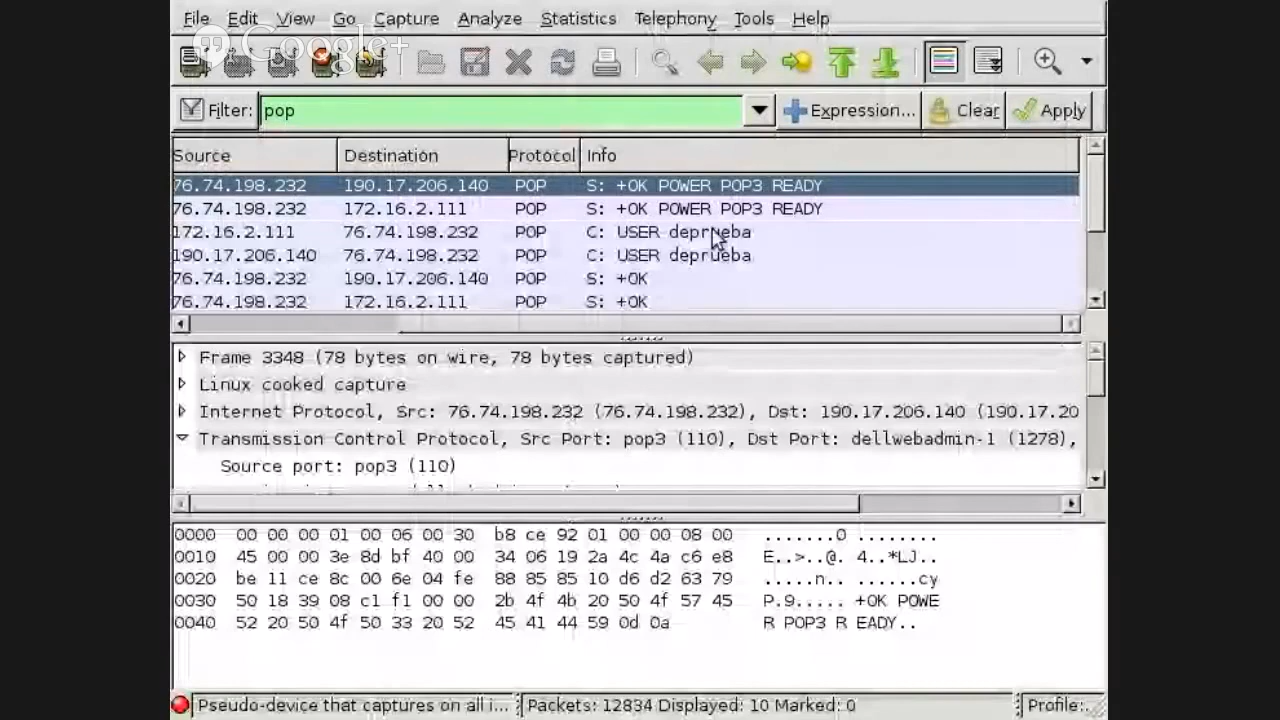 File Edit View Go Capture Analyze Statistics Telephony Tools Help
Google+
Filter: pop Expression... Clear Apply
Source Destination Protocol Info
76.74.198.232 190.17.206.140 POP S: +OK POWER POP3 READY
76.74.198.232 172.16.2.111 POP S: +OK POWER POP3 READY
172.16.2.111 76.74.198.232 POP C: USER deprueba
190.17.206.140 76.74.198.232 POP C: USER deprueba
76.74.198.232 190.17.206.140 POP S: +OK
76.74.198.232 172.16.2.111 POP S: +OK
Frame 3348 (78 bytes on wire, 78 bytes captured)
Linux cooked capture
Internet Protocol, Src: 76.74.198.232 (76.74.198.232), Dst: 190.17.206.140 (190.17.20
Transmission Control Protocol, Src Port: pop3 (110), Dst Port: dellwebadmin-1 (1278),
Source port: pop3 (110)
0000 00 00 00 01 00 06 00 30 b8 ce 92 01 00 00 08 00 .......0 ........
0010 45 00 00 3e 8d bf 40 00 34 06 19 2a 4c 4a c6 e8 E..>..@. 4..*LJ..
0020 be 11 ce 8c 00 6e 04 fe 88 85 85 10 d6 d2 63 79 .....n.. ......cy
0030 50 18 39 08 c1 f1 00 00 2b 4f 4b 20 50 4f 57 45 P.9..... +OK POWE
0040 52 20 50 4f 50 33 20 52 45 41 44 59 0d 0a R POP3 R EADY..
Pseudo-device that captures on all i... Packets: 12834 Displayed: 10 Marked: 0 Profile:.